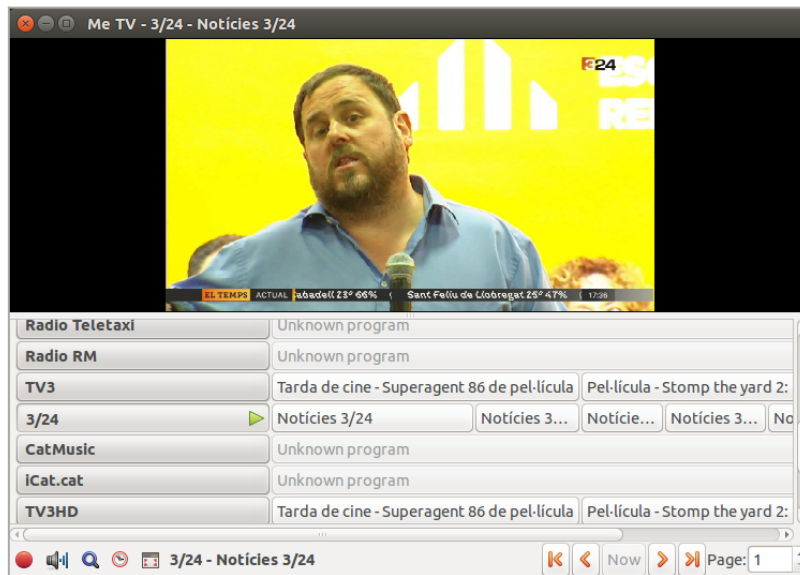 Me TV - 3/24 - Notícies 3/24
324
ES
RE
EL TEMPS ACTUAL abadell 23º 66% Sant Feliu de Llobregat 25º 47% 17:36
Radio Teletaxi Unknown program
Radio RM Unknown program
TV3 Tarda de cine - Superagent 86 de pel·lícula Pel·lícula - Stomp the yard 2:
3/24 Notícies 3/24 Notícies 3... Notície... Notícies 3... No
CatMusic Unknown program
iCat.cat Unknown program
TV3HD Tarda de cine - Superagent 86 de pel·lícula Pel·lícula - Stomp the yard 2:
3/24 - Notícies 3/24 Now Page: 1